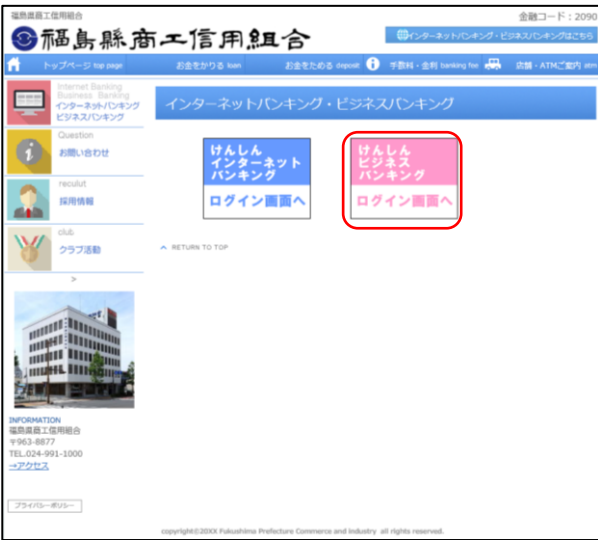 福島県商工信用組合
金融コード：2090
福島縣商工信用組合
インターネットバンキング・ビジネスバンキングはこちら
トップページ top page
お金をかりる loan
お金をためる deposit
手数料・金利 banking fee
店舗・ATMご案内 atm
Internet Banking
Business Banking
インターネットバンキング
ビジネスバンキング
Question
お問い合わせ
reculut
採用情報
club
クラブ活動
>
インターネットバンキング・ビジネスバンキング
けんしん
インターネット
バンキング
ログイン画面へ
けんしん
ビジネス
バンキング
ログイン画面へ
RETURN TO TOP
INFORMATION
福島県商工信用組合
〒963-8877
TEL.024-991-1000
→アクセス
プライバシーポリシー
copyright©20XX Fukushima Prefecture Commerce and Industry all rights reserved.